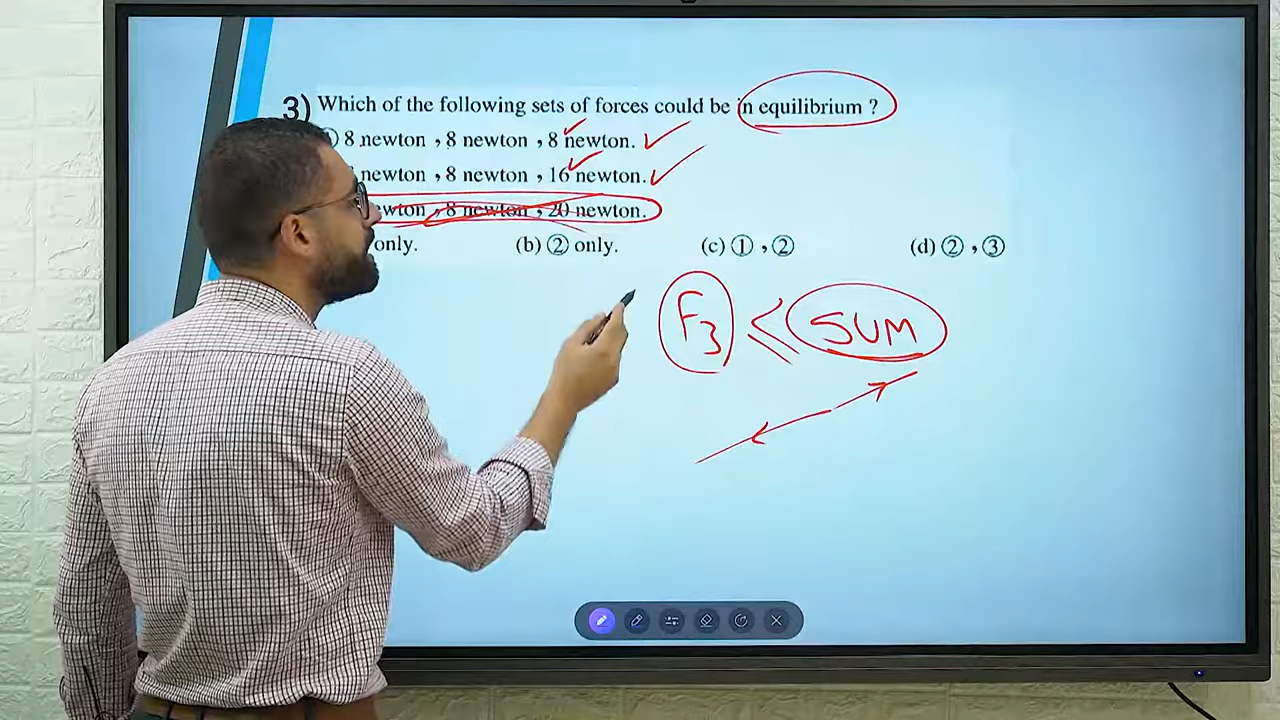 3) Which of the following sets of forces could be in equilibrium ?
8 newton , 8 newton , 8 newton.
newton , 8 newton , 16 newton.
8 newton , 20 newton.
only. (b) ② only. (c) ① , ② (d) ② , ③
F3 ≤ SUM